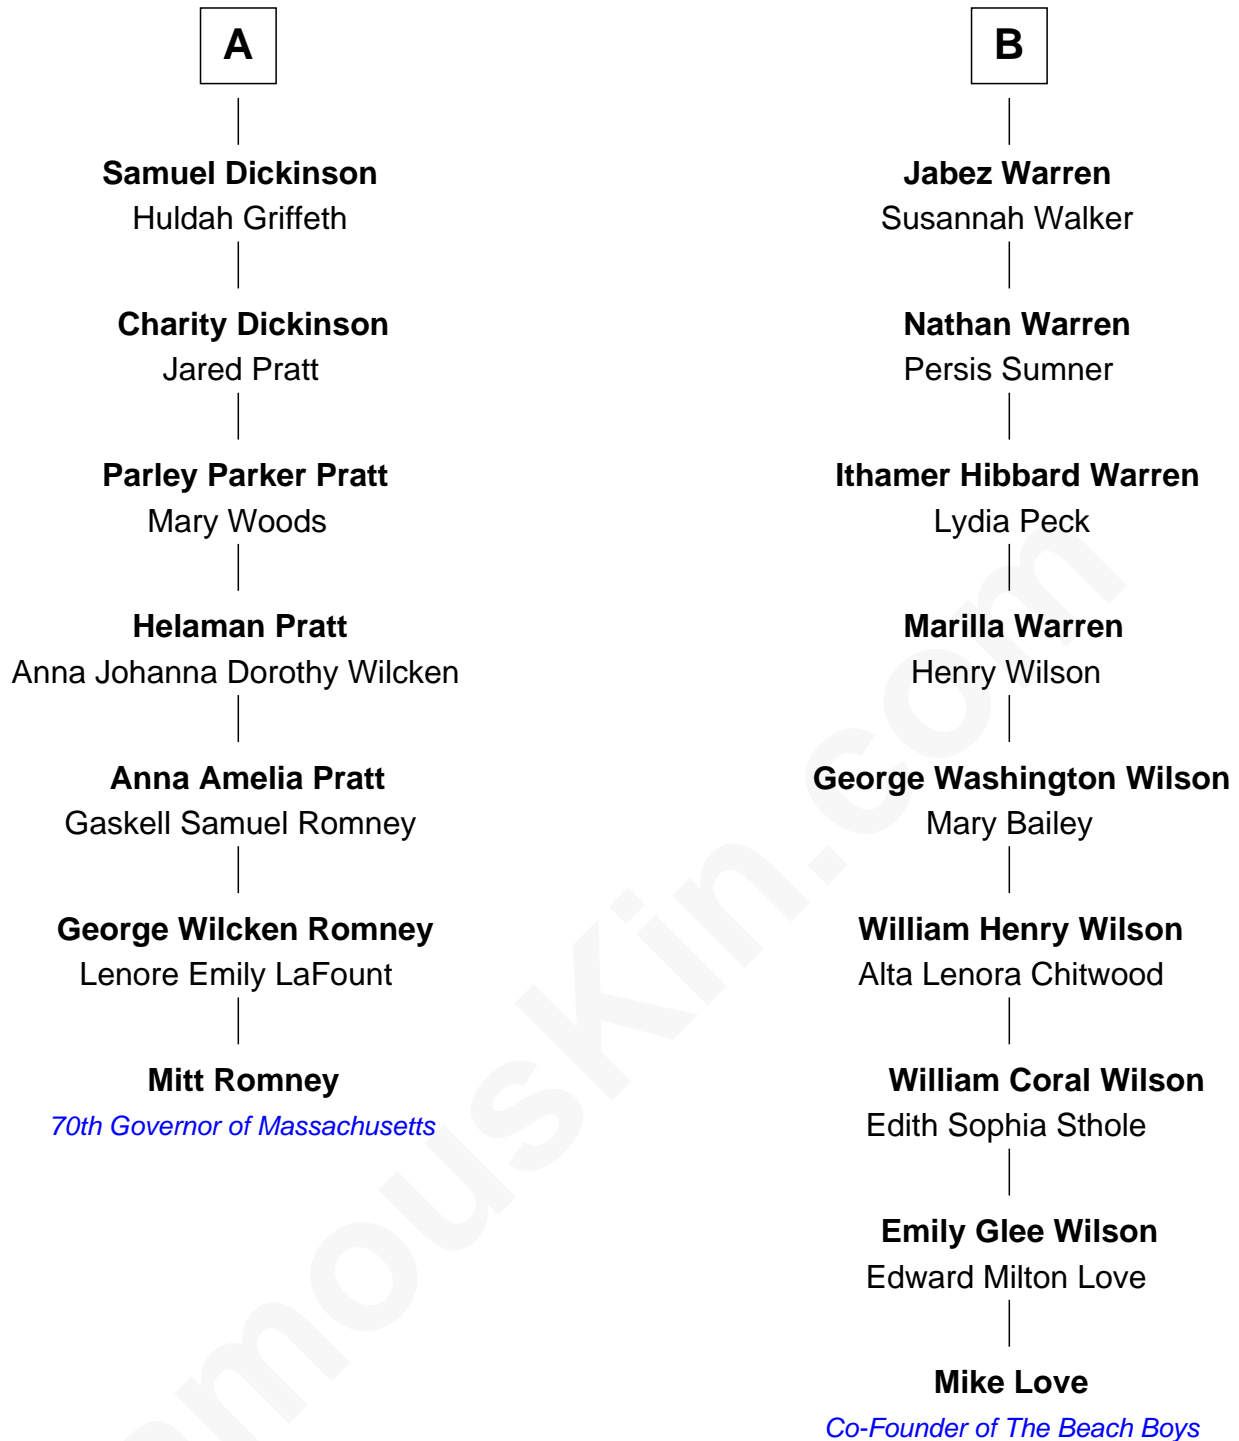 A
Samuel Dickinson
Huldah Griffeth
Charity Dickinson
Jared Pratt
Parley Parker Pratt
Mary Woods
Helaman Pratt
Anna Johanna Dorothy Wilcken
Anna Amelia Pratt
Gaskell Samuel Romney
George Wilcken Romney
Lenore Emily LaFount
Mitt Romney
70th Governor of Massachusetts
B
Jabez Warren
Susannah Walker
Nathan Warren
Persis Sumner
Ithamer Hibbard Warren
Lydia Peck
Marilla Warren
Henry Wilson
George Washington Wilson
Mary Bailey
William Henry Wilson
Alta Lenora Chitwood
William Coral Wilson
Edith Sophia Sthole
Emily Glee Wilson
Edward Milton Love
Mike Love
Co-Founder of The Beach Boys
amousKin.com